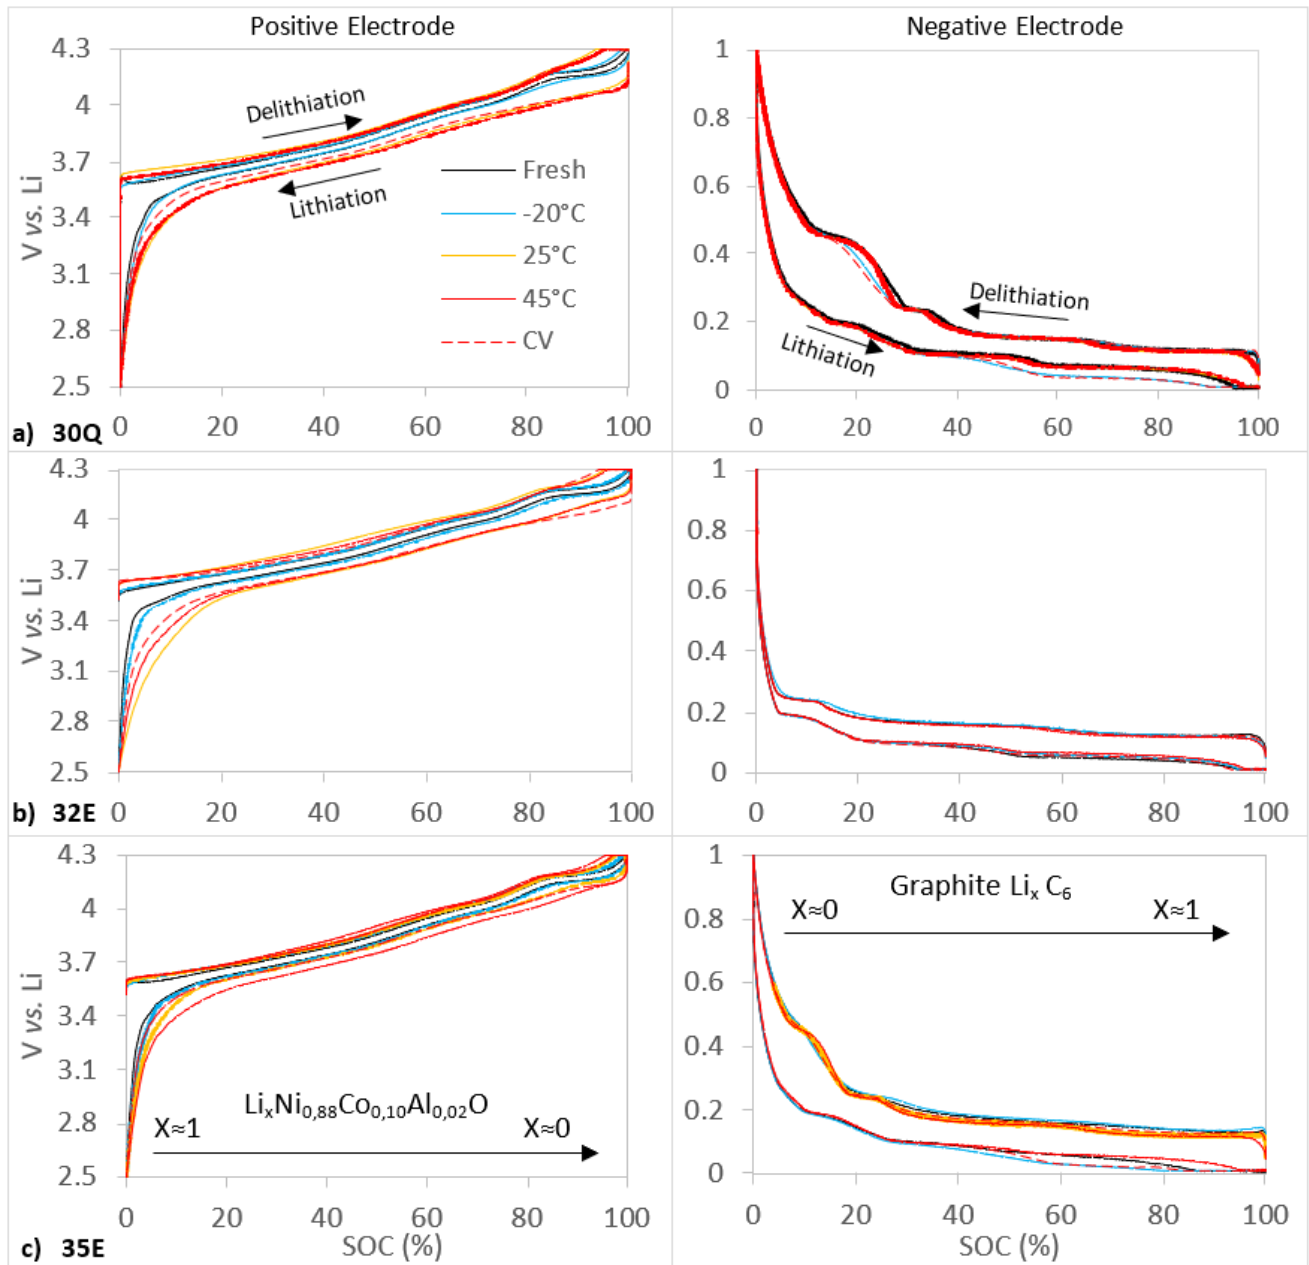 Positive Electrode
Negative Electrode
4.3
4
3.7
3.4
3.1
2.8
2.5
V vs. Li
Delithiation
Lithiation
Fresh
-20°C
25°C
45°C
CV
0 20 40 60 80 100
a) 30Q
1
0.8
0.6
0.4
0.2
0
Delithiation
Lithiation
0 20 40 60 80 100
4.3
4
3.7
3.4
3.1
2.8
2.5
V vs. Li
0 20 40 60 80 100
b) 32E
1
0.8
0.6
0.4
0.2
0
0 20 40 60 80 100
4.3
4
3.7
3.4
3.1
2.8
2.5
V vs. Li
LiₓNi₀,₈₈Co₀,₁₀Al₀,₀₂O
X≈1 X≈0
0 20 40 60 80 100
SOC (%)
c) 35E
1
0.8
0.6
0.4
0.2
0
Graphite Liₓ C₆
X≈0 X≈1
0 20 40 60 80 100
SOC (%)